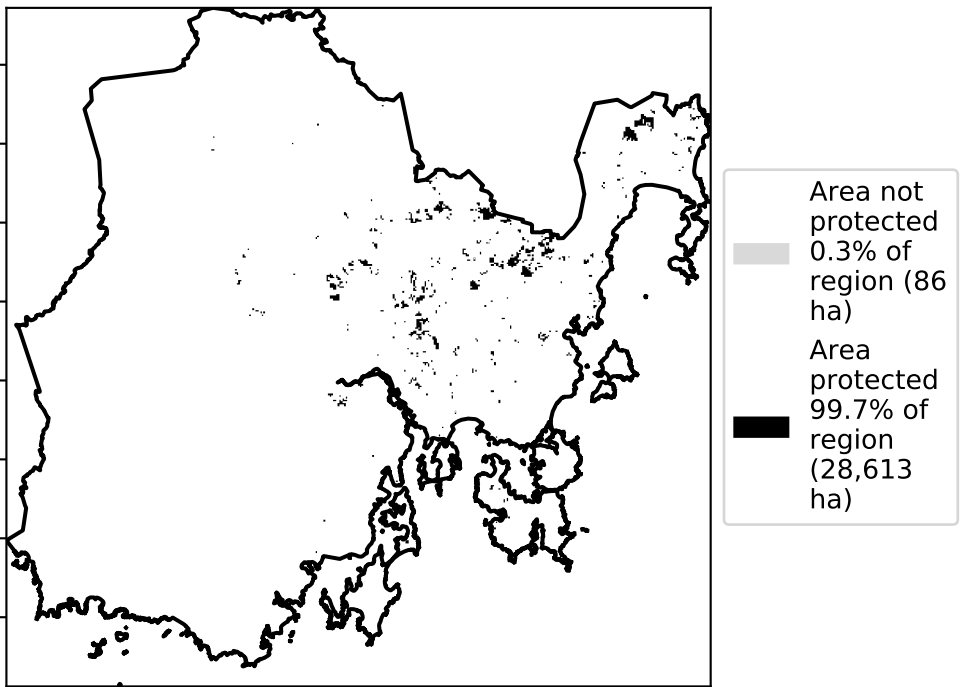 Area not
protected
0.3% of
region (86
ha)
Area
protected
99.7% of
region
(28,613
ha)